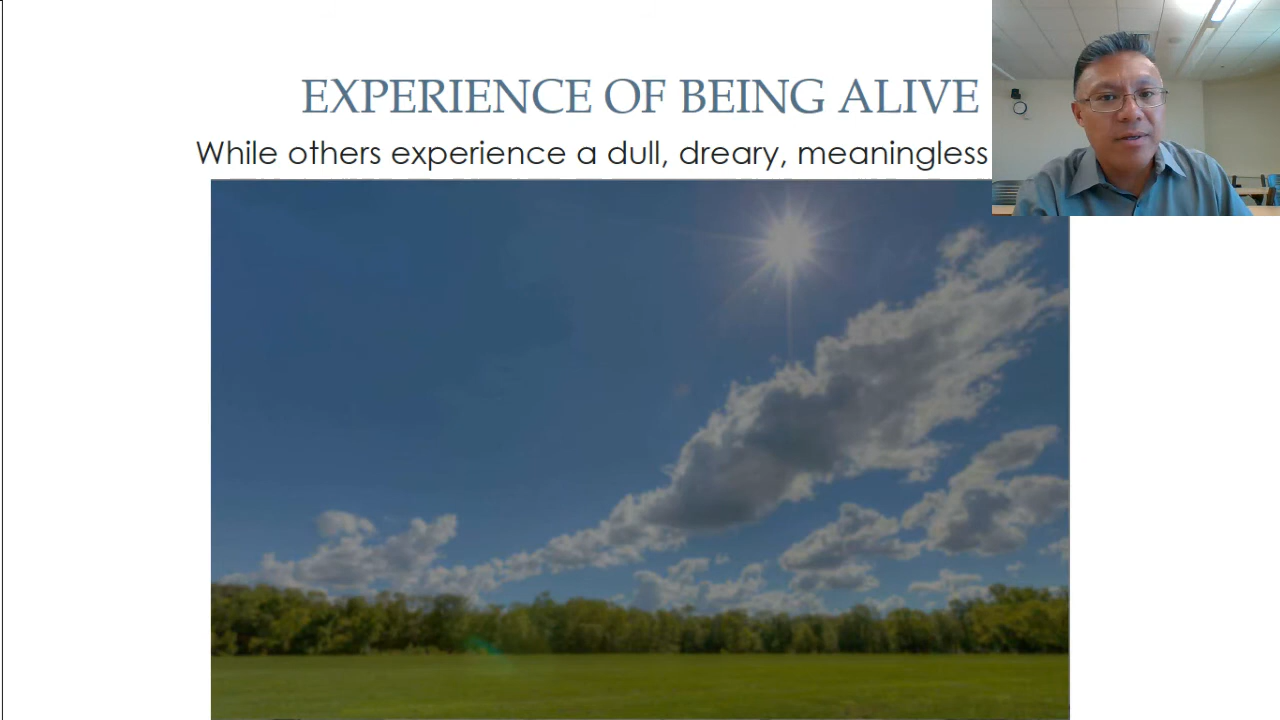 EXPERIENCE OF BEING ALIVE
While others experience a dull, dreary, meaningless